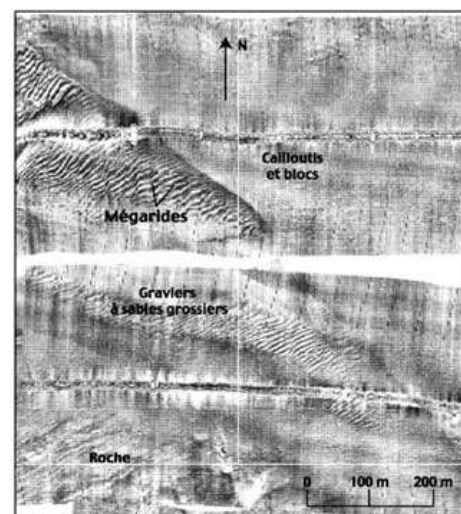 N
Cailloutis
et blocs
Mégarides
Graviers
à sables grossiers
Roche
0 100 m 200 m